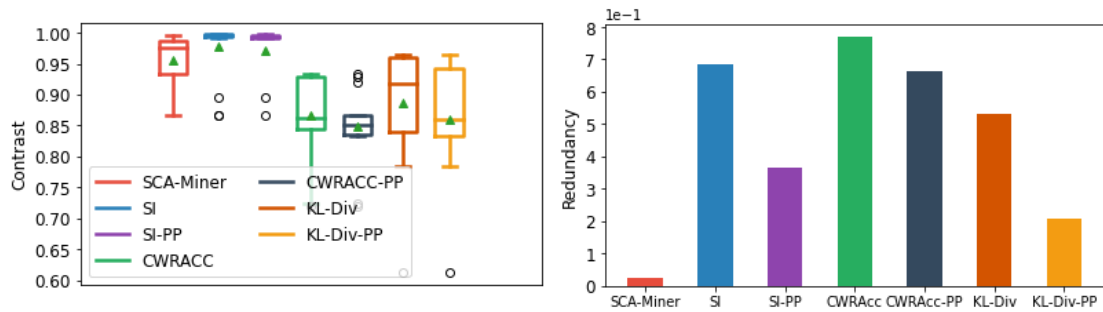 Contrast
1.00
0.95
0.90
0.85
0.80
0.75
0.70
0.65
0.60
SCA-Miner
SI
SI-PP
CWRACC
CWRACC-PP
KL-Div
KL-Div-PP
1e−1
Redundancy
8
7
6
5
4
3
2
1
0
SCA-Miner SI SI-PP CWRAcc CWRAcc-PP KL-Div KL-Div-PP